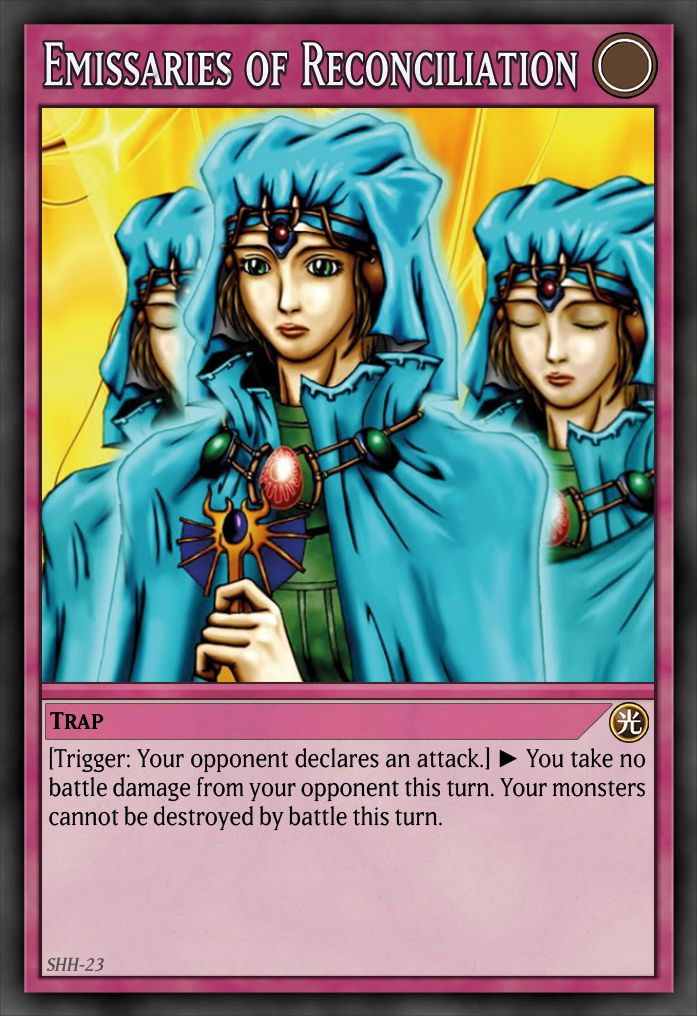 Emissaries of Reconciliation
Trap
光
[Trigger: Your opponent declares an attack.] ► You take no
battle damage from your opponent this turn. Your monsters
cannot be destroyed by battle this turn.
SHH-23